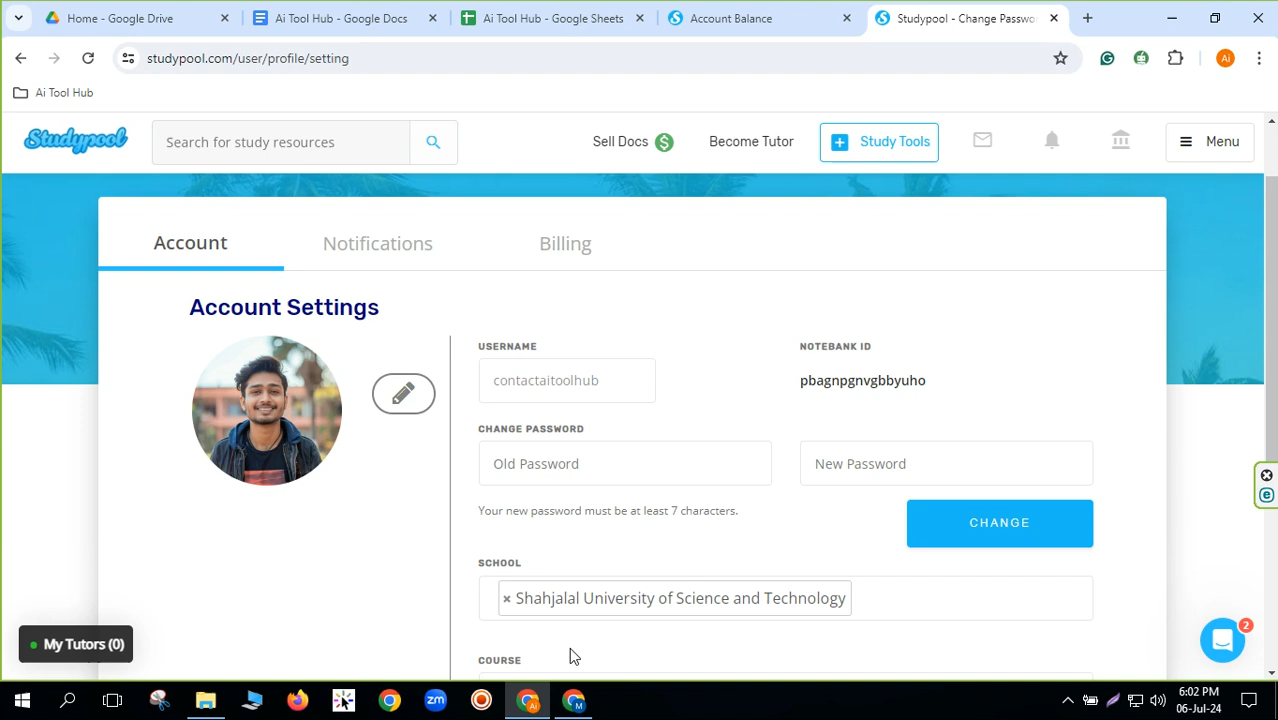 Home - Google Drive
Ai Tool Hub - Google Docs
Ai Tool Hub - Google Sheets
Account Balance
Studypool - Change Passwo
studypool.com/user/profile/setting
Ai
Ai Tool Hub
Studypool
Search for study resources
Sell Docs $
Become Tutor
Study Tools
Menu
Account
Notifications
Billing
Account Settings
USERNAME
NOTEBANK ID
contactaitoolhub
pbagnpgnvgbbyuho
CHANGE PASSWORD
Old Password
New Password
Your new password must be at least 7 characters.
CHANGE
SCHOOL
× Shahjalal University of Science and Technology
My Tutors (0)
2
COURSE
zm
Ai
M
6:02 PM
06-Jul-24